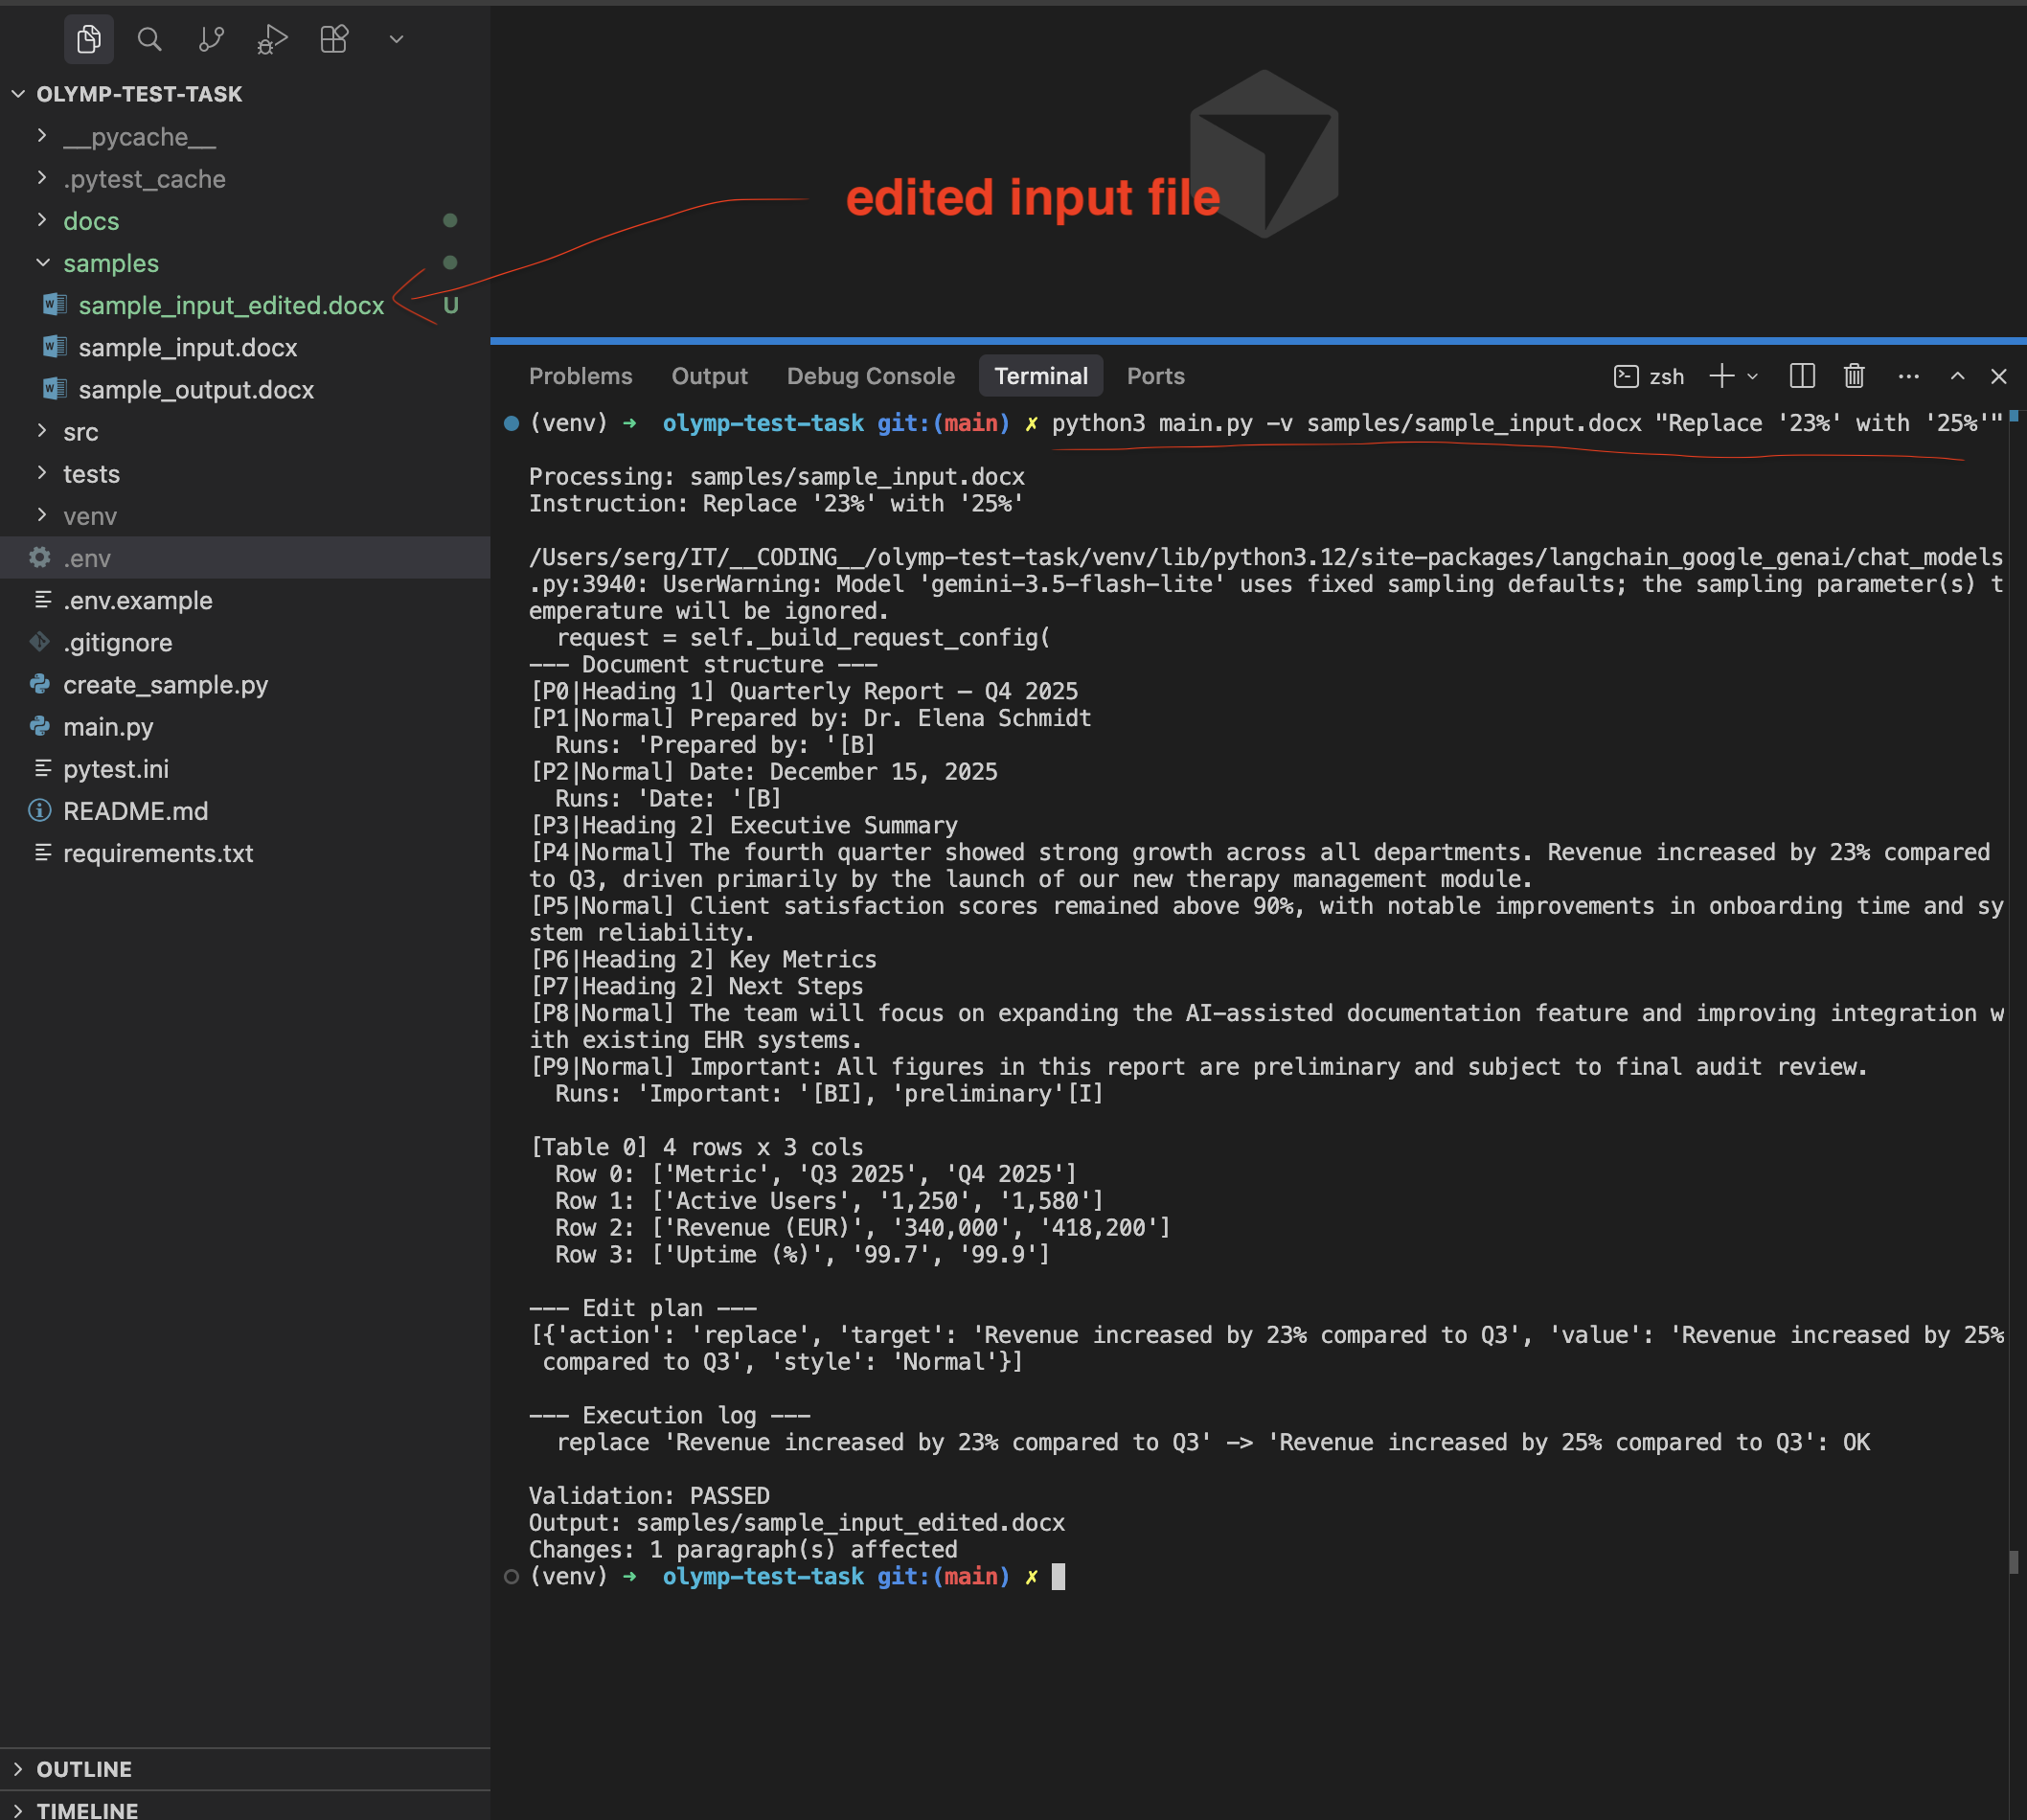 OLYMP-TEST-TASK
__pycache__
.pytest_cache
docs
samples
sample_input_edited.docx U
sample_input.docx
sample_output.docx
src
tests
venv
.env
.env.example
.gitignore
create_sample.py
main.py
pytest.ini
README.md
requirements.txt
OUTLINE
TIMELINE
edited input file
Problems Output Debug Console Terminal Ports zsh
(venv) ➜ olymp-test-task git:(main) ✗ python3 main.py -v samples/sample_input.docx "Replace '23%' with '25%'"
Processing: samples/sample_input.docx
Instruction: Replace '23%' with '25%'
/Users/serg/IT/__CODING__/olymp-test-task/venv/lib/python3.12/site-packages/langchain_google_genai/chat_models
.py:3940: UserWarning: Model 'gemini-3.5-flash-lite' uses fixed sampling defaults; the sampling parameter(s) t
emperature will be ignored.
request = self._build_request_config(
--- Document structure ---
[P0|Heading 1] Quarterly Report — Q4 2025
[P1|Normal] Prepared by: Dr. Elena Schmidt
Runs: 'Prepared by: '[B]
[P2|Normal] Date: December 15, 2025
Runs: 'Date: '[B]
[P3|Heading 2] Executive Summary
[P4|Normal] The fourth quarter showed strong growth across all departments. Revenue increased by 23% compared
to Q3, driven primarily by the launch of our new therapy management module.
[P5|Normal] Client satisfaction scores remained above 90%, with notable improvements in onboarding time and sy
stem reliability.
[P6|Heading 2] Key Metrics
[P7|Heading 2] Next Steps
[P8|Normal] The team will focus on expanding the AI-assisted documentation feature and improving integration w
ith existing EHR systems.
[P9|Normal] Important: All figures in this report are preliminary and subject to final audit review.
Runs: 'Important: '[BI], 'preliminary'[I]
[Table 0] 4 rows x 3 cols
Row 0: ['Metric', 'Q3 2025', 'Q4 2025']
Row 1: ['Active Users', '1,250', '1,580']
Row 2: ['Revenue (EUR)', '340,000', '418,200']
Row 3: ['Uptime (%)', '99.7', '99.9']
--- Edit plan ---
[{'action': 'replace', 'target': 'Revenue increased by 23% compared to Q3', 'value': 'Revenue increased by 25%
compared to Q3', 'style': 'Normal'}]
--- Execution log ---
replace 'Revenue increased by 23% compared to Q3' -> 'Revenue increased by 25% compared to Q3': OK
Validation: PASSED
Output: samples/sample_input_edited.docx
Changes: 1 paragraph(s) affected
(venv) ➜ olymp-test-task git:(main) ✗